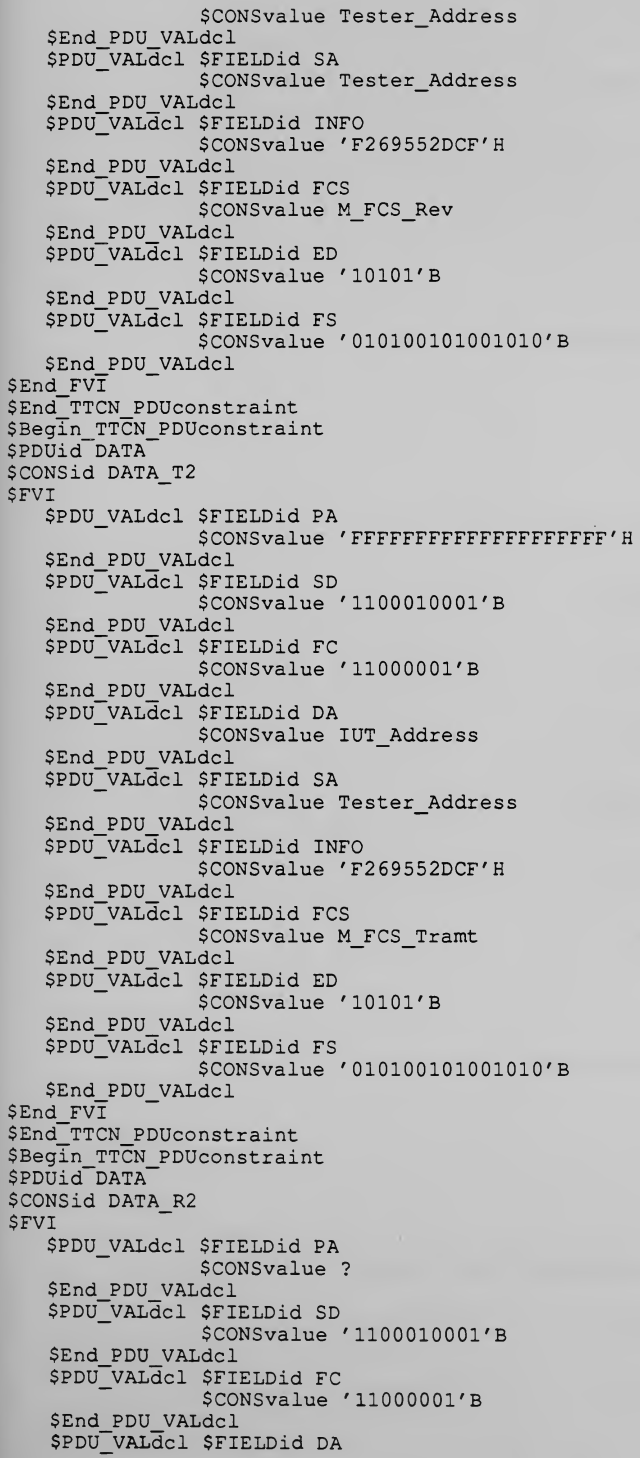 $CONSvalue Tester_Address
$End_PDU_VALdcl
$PDU_VALdcl $FIELDid SA
$CONSvalue Tester_Address
$End_PDU_VALdcl
$PDU_VALdcl $FIELDid INFO
$CONSvalue 'F269552DCF'H
$End_PDU_VALdcl
$PDU_VALdcl $FIELDid FCS
$CONSvalue M_FCS_Rev
$End_PDU_VALdcl
$PDU_VALdcl $FIELDid ED
$CONSvalue '10101'B
$End_PDU_VALdcl
$PDU_VALdcl $FIELDid FS
$CONSvalue '010100101001010'B
$End_PDU_VALdcl
$End_FVI
$End_TTCN_PDUconstraint
$Begin_TTCN_PDUconstraint
$PDUid DATA
$CONSid DATA_T2
$FVI
$PDU_VALdcl $FIELDid PA
$CONSvalue 'FFFFFFFFFFFFFFFFFFFF'H
$End_PDU_VALdcl
$PDU_VALdcl $FIELDid SD
$CONSvalue '1100010001'B
$End_PDU_VALdcl
$PDU_VALdcl $FIELDid FC
$CONSvalue '11000001'B
$End_PDU_VALdcl
$PDU_VALdcl $FIELDid DA
$CONSvalue IUT_Address
$End_PDU_VALdcl
$PDU_VALdcl $FIELDid SA
$CONSvalue Tester_Address
$End_PDU_VALdcl
$PDU_VALdcl $FIELDid INFO
$CONSvalue 'F269552DCF'H
$End_PDU_VALdcl
$PDU_VALdcl $FIELDid FCS
$CONSvalue M_FCS_Tramt
$End_PDU_VALdcl
$PDU_VALdcl $FIELDid ED
$CONSvalue '10101'B
$End_PDU_VALdcl
$PDU_VALdcl $FIELDid FS
$CONSvalue '010100101001010'B
$End_PDU_VALdcl
$End_FVI
$End_TTCN_PDUconstraint
$Begin_TTCN_PDUconstraint
$PDUid DATA
$CONSid DATA_R2
$FVI
$PDU_VALdcl $FIELDid PA
$CONSvalue ?
$End_PDU_VALdcl
$PDU_VALdcl $FIELDid SD
$CONSvalue '1100010001'B
$End_PDU_VALdcl
$PDU_VALdcl $FIELDid FC
$CONSvalue '11000001'B
$End_PDU_VALdcl
$PDU_VALdcl $FIELDid DA